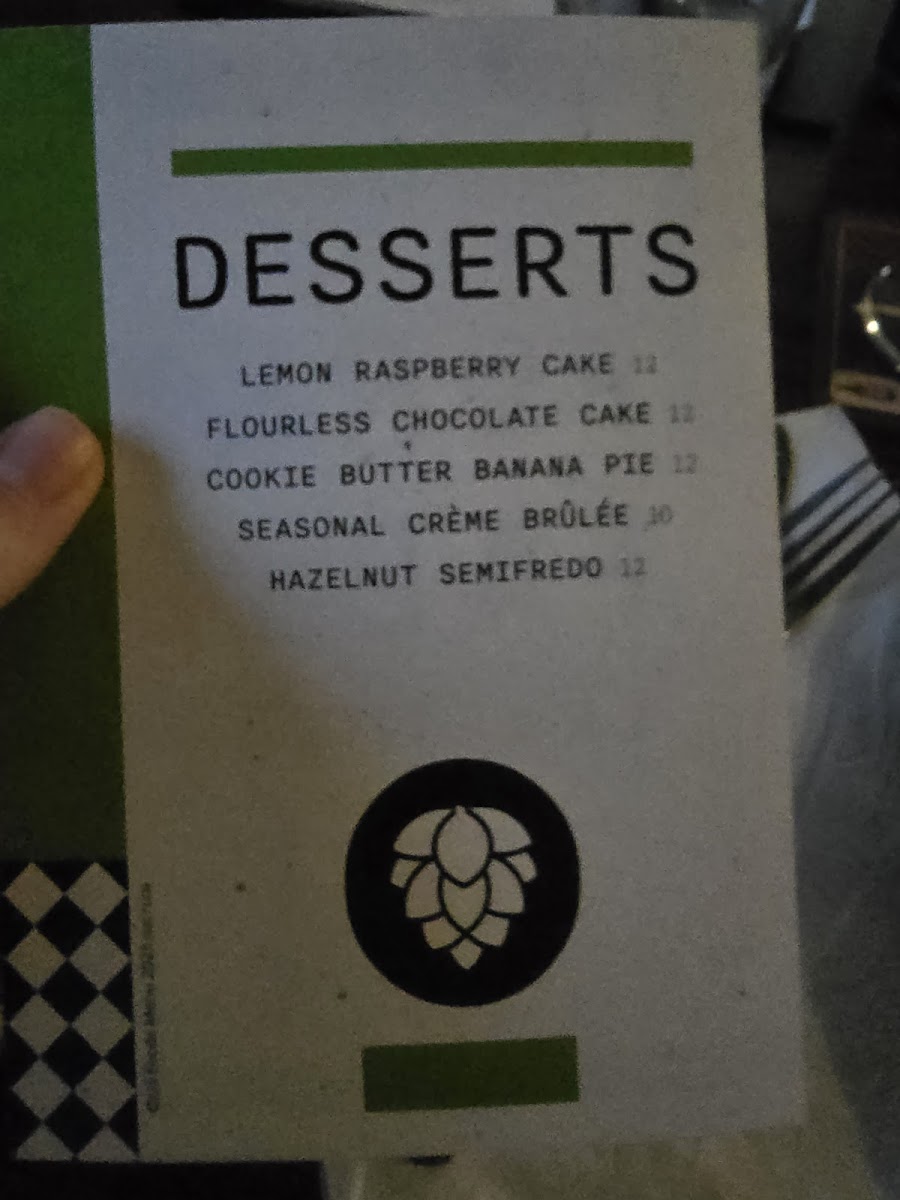 DESSERTS
LEMON RASPBERRY CAKE 12
FLOURLESS CHOCOLATE CAKE 12
COOKIE BUTTER BANANA PIE 12
SEASONAL CRÈME BRÛLÉE 10
HAZELNUT SEMIFREDO 12